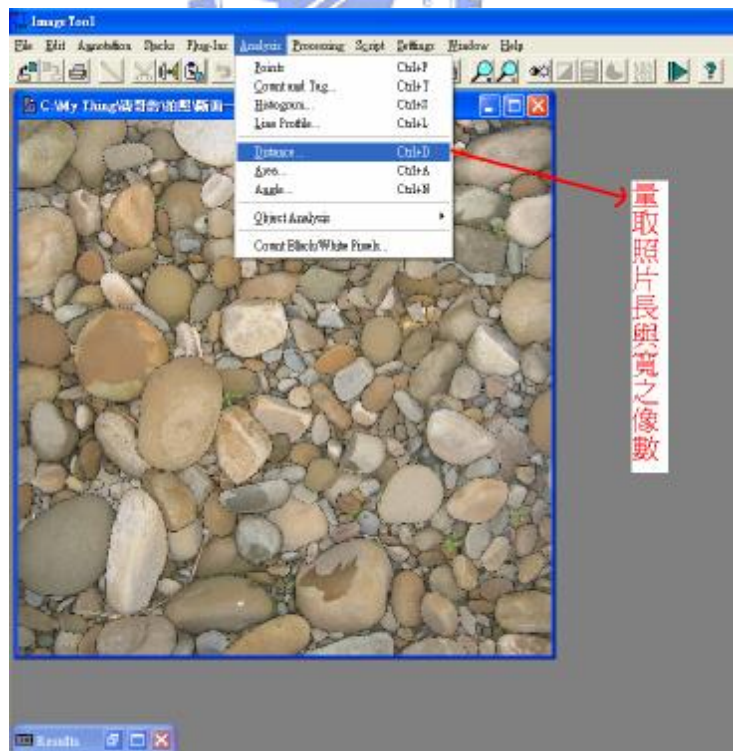 Image Tool
File Edit Annotation Stacks Plug-Ins Analysis Processing Script Settings Window Help
C:\My Thing\
Points Ctrl+P
Count and Tag... Ctrl+T
Histogram...
Line Profile... Ctrl+L
Distance... Ctrl+D
Area... Ctrl+A
Angle... Ctrl+N
Object Analysis
Count Black/White Pixels...
量取照片長與寬之像數
Results